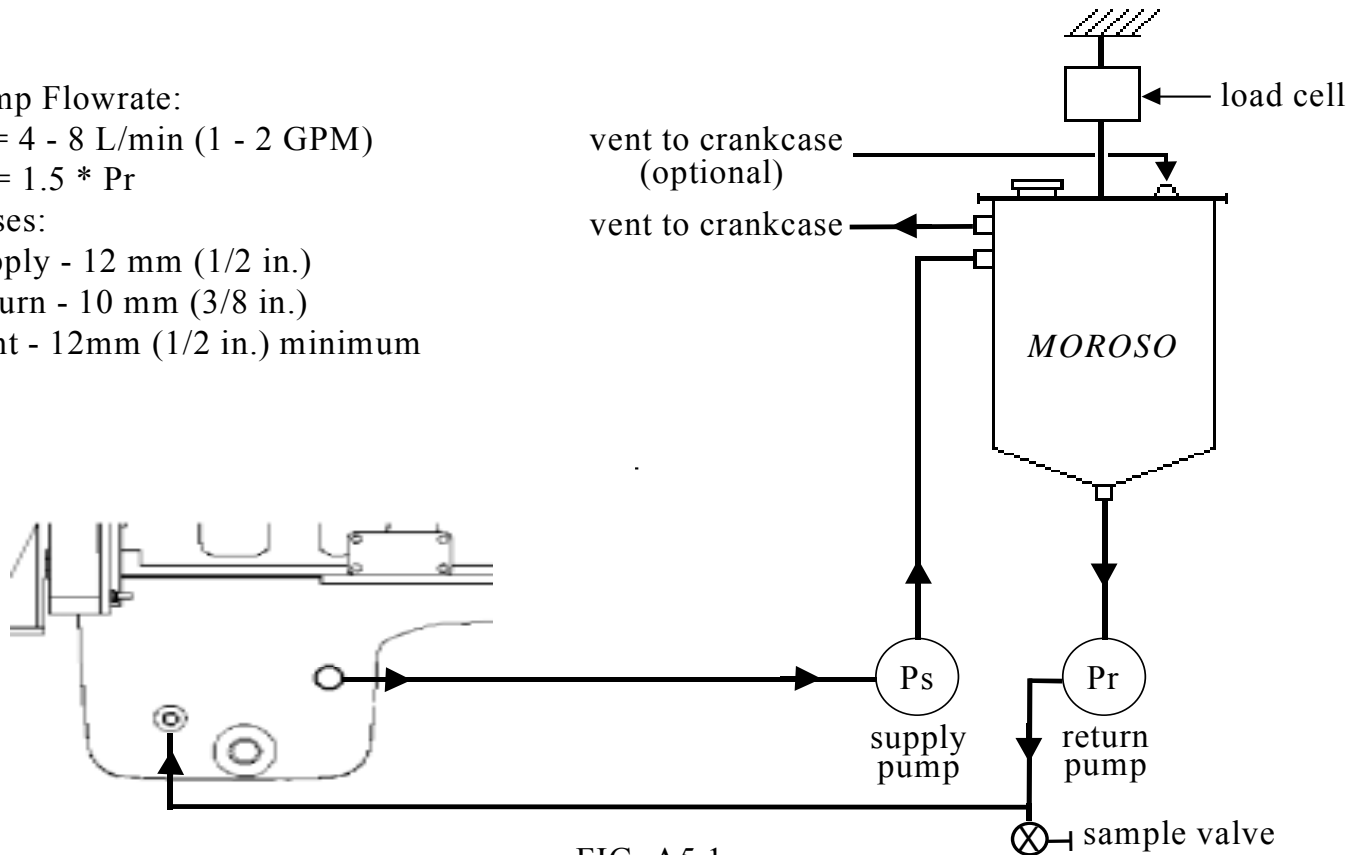 mp Flowrate:
= 4 - 8 L/min (1 - 2 GPM)
= 1.5 * Pr
ses:
pply - 12 mm (1/2 in.)
urn - 10 mm (3/8 in.)
nt - 12mm (1/2 in.) minimum
load cell
vent to crankcase
(optional)
vent to crankcase
MOROSO
Ps
Pr
supply
pump
return
pump
sample valve